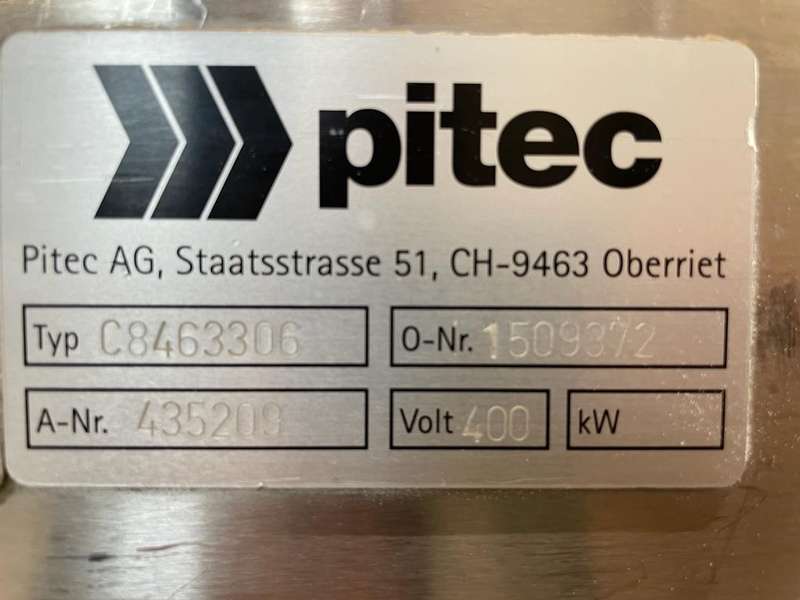 pitec
Pitec AG, Staatsstrasse 51, CH-9463 Oberriet
Typ C8463306 O-Nr. 1509372
A-Nr. 435209 Volt 400 kW